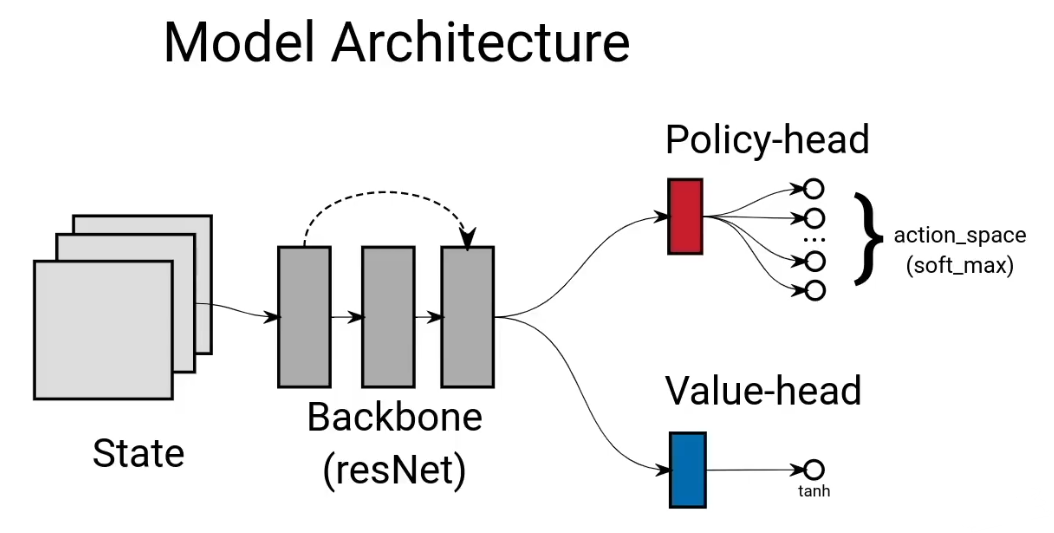 Model Architecture
Policy-head
...
action_space
(soft_max)
Value-head
tanh
Backbone
(resNet)
State